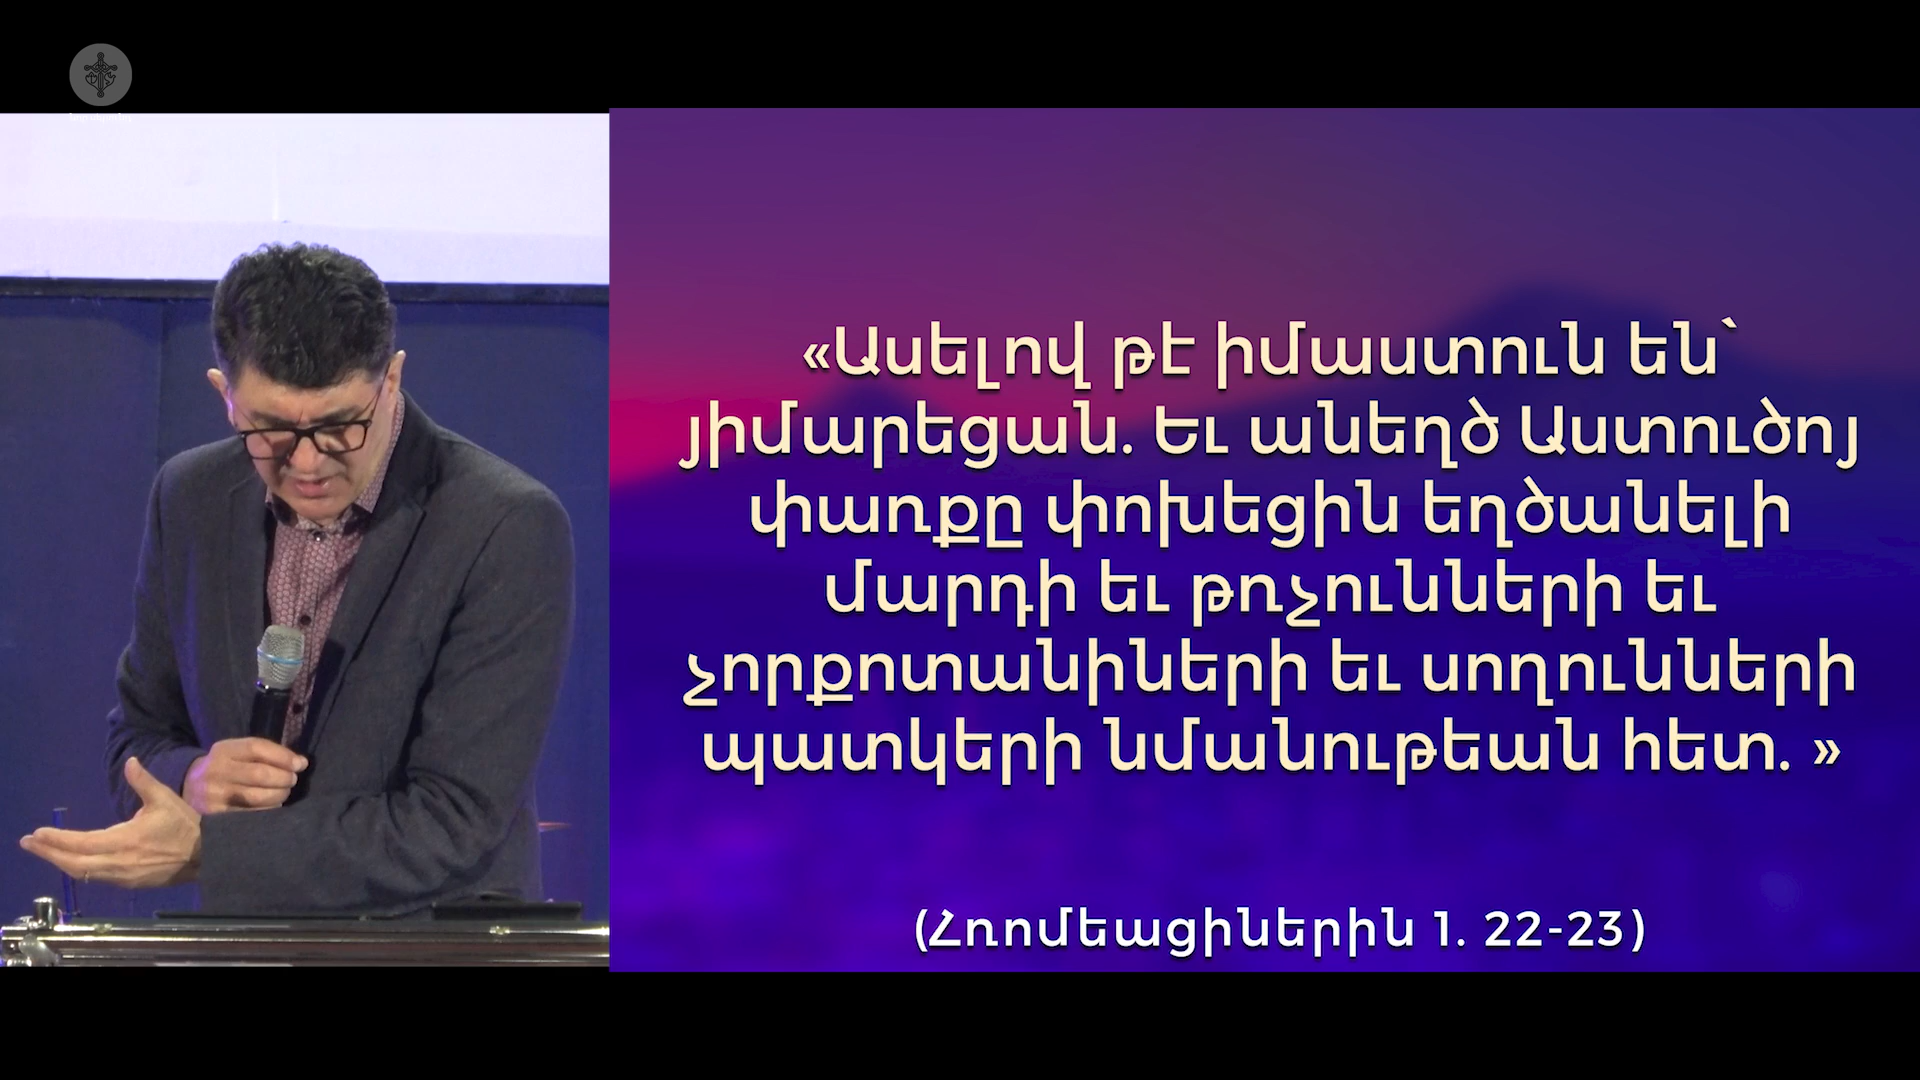 «Ասելով թէ իմաստուն են՝
յիմարեցան. Եւ անեղծ Աստուծոյ
փառքը փոխեցին եղծանելի
մարդի եւ թռչունների եւ
չորքոտանիների եւ սողունների
պատկերի նմանութեան հետ. »
(Հռոմեացիներին 1. 22-23)